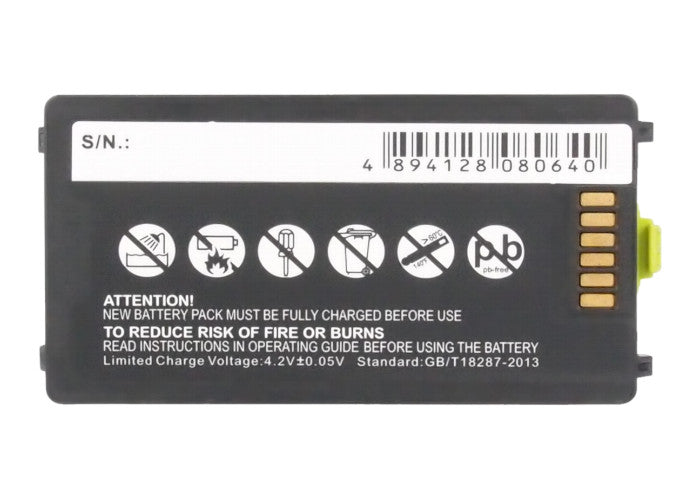 S/N.:
4 894128 080640
>60°C
140°F
pb
pb-free
ATTENTION!
NEW BATTERY PACK MUST BE FULLY CHARGED BEFORE USE
TO REDUCE RISK OF FIRE OR BURNS
READ INSTRUCTIONS IN OPERATING GUIDE BEFORE USING THE BATTERY
Limited Charge Voltage:4.2V±0.05V Standard:GB/T18287-2013